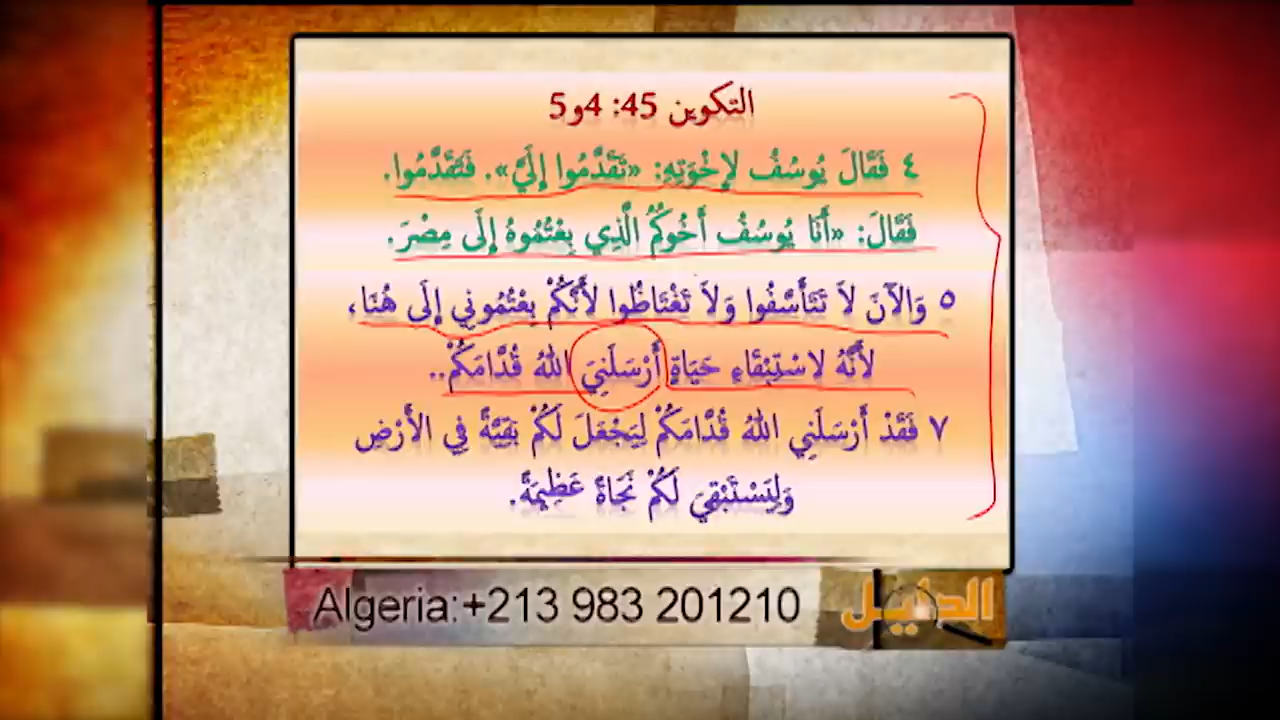 التكوين 45: 4و5
٤ فَقَالَ يُوسُفُ لإِخْوَتِهِ: «تَقَدَّمُوا إِلَيَّ». فَتَقَدَّمُوا.
فَقَالَ: «أَنَا يُوسُفُ أَخُوكُمُ الَّذِي بِعْتُمُوهُ إِلَى مِصْرَ.
٥ وَالآنَ لاَ تَتَأَسَّفُوا وَلاَ تَغْتَاظُوا لأَنَّكُمْ بِعْتُمُونِي إِلَى هُنَا،
لأَنَّهُ لاسْتِبْقَاءِ حَيَاةٍ أَرْسَلَنِيَ اللهُ قُدَّامَكُمْ..
٧ فَقَدْ أَرْسَلَنِي اللهُ قُدَّامَكُمْ لِيَجْعَلَ لَكُمْ بَقِيَّةً فِي الأَرْضِ
وَلِيَسْتَبْقِيَ لَكُمْ نَجَاةً عَظِيمَةً.
Algeria:+213 983 201210
الدليل